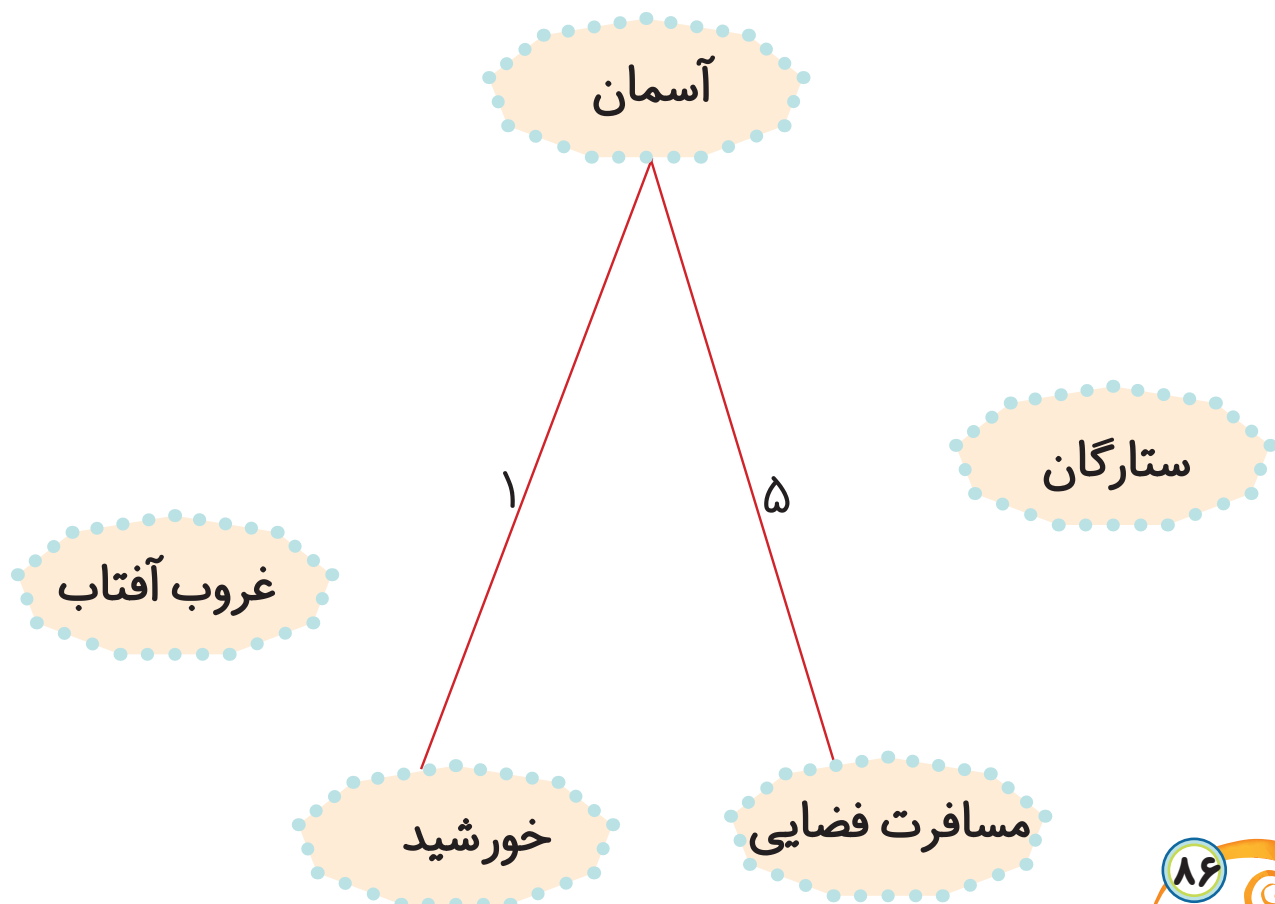 آسمان
ستارگان
۱
۵
غروب آفتاب
مسافرت فضایی
خورشید
۸۶